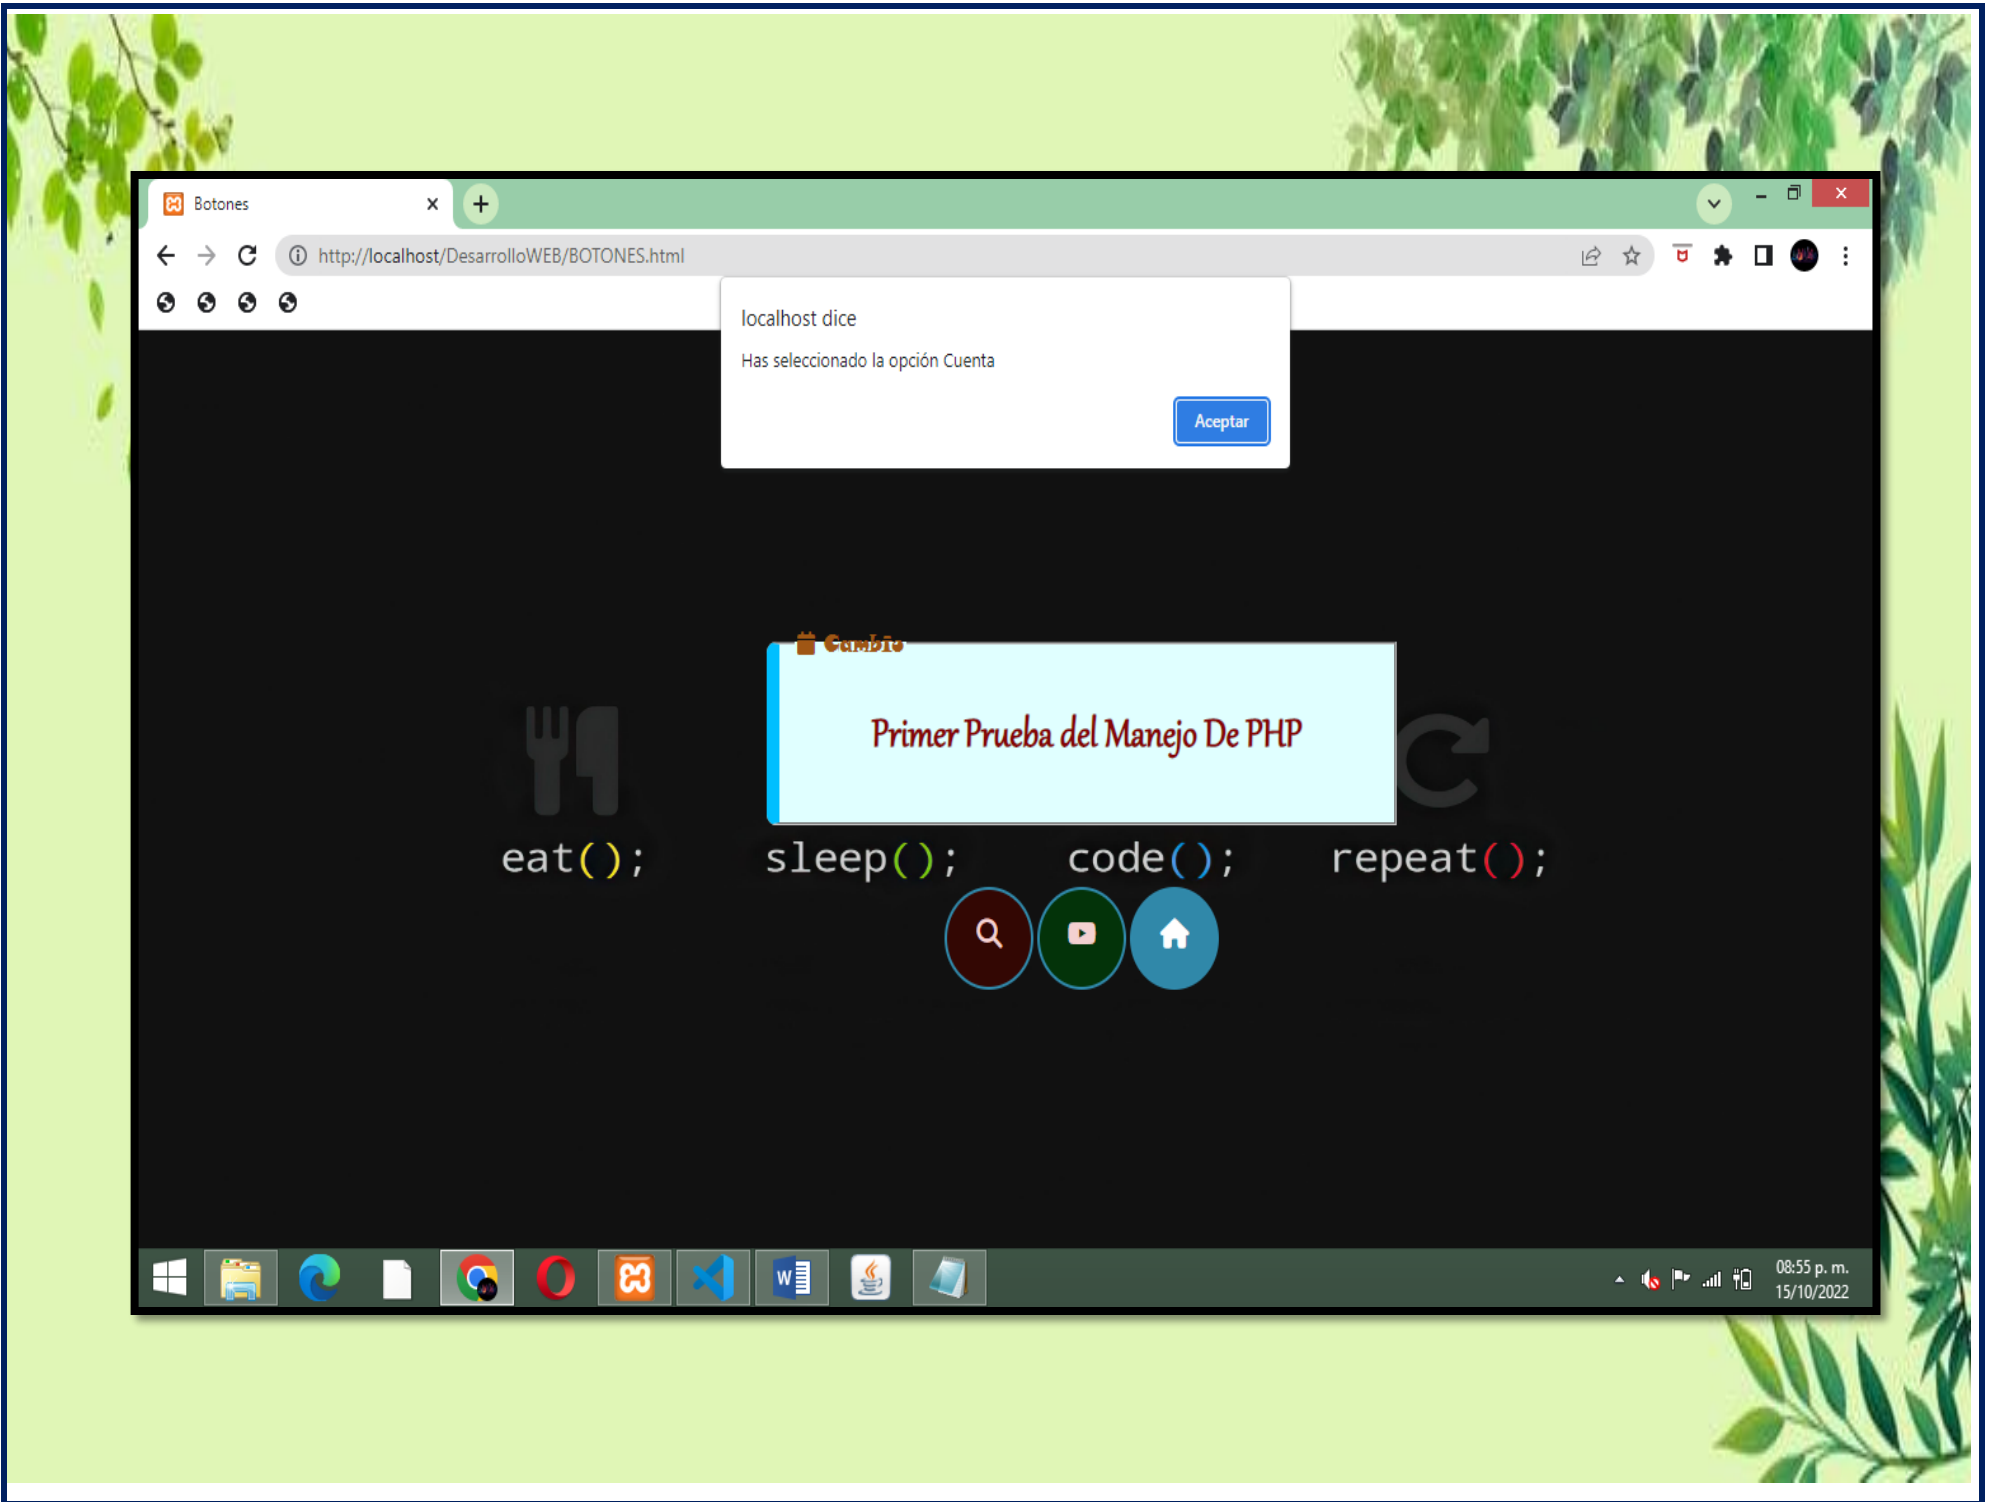 Botones
http://localhost/DesarrolloWEB/BOTONES.html
localhost dice
Has seleccionado la opción Cuenta
Aceptar
Cambio
Primer Prueba del Manejo De PHP
eat(); sleep(); code(); repeat();
08:55 p. m.
15/10/2022